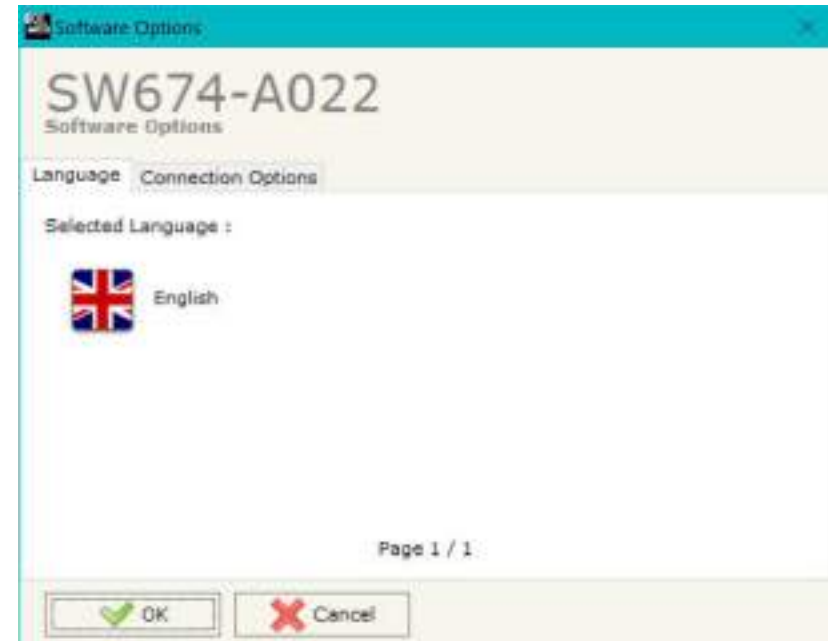 Software Options
SW674-A022
Software Options
Language Connection Options
Selected Language :
English
Page 1 / 1
OK Cancel